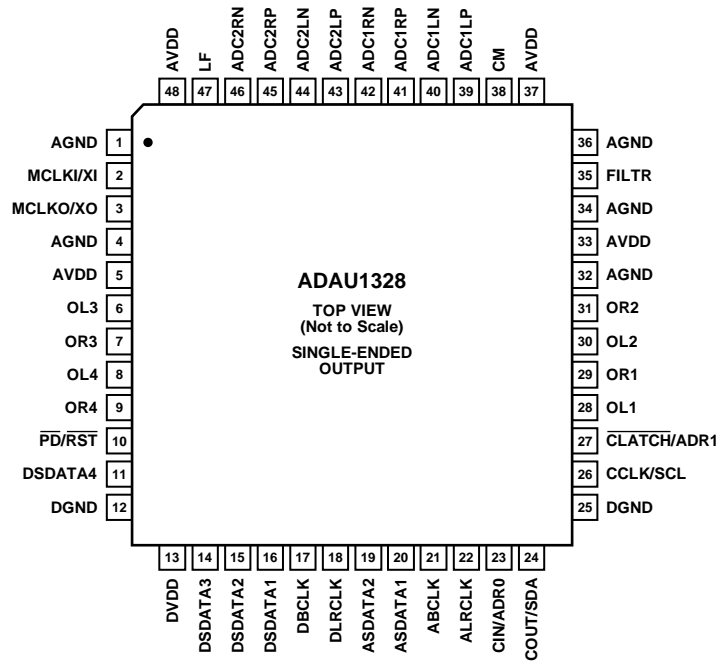 AVDD
LF
ADC2RN
ADC2RP
ADC2LN
ADC2LP
ADC1RN
ADC1RP
ADC1LN
ADC1LP
CM
AVDD
48 47 46 45 44 43 42 41 40 39 38 37
AGND 1
MCLKI/XI 2
MCLKO/XO 3
AGND 4
AVDD 5
OL3 6
OR3 7
OL4 8
OR4 9
PD/RST 10
DSDATA4 11
DGND 12
ADAU1328
TOP VIEW
(Not to Scale)
SINGLE-ENDED
OUTPUT
36 AGND
35 FILTR
34 AGND
33 AVDD
32 AGND
31 OR2
30 OL2
29 OR1
28 OL1
27 CLATCH/ADR1
26 CCLK/SCL
25 DGND
13 14 15 16 17 18 19 20 21 22 23 24
DVDD
DSDATA3
DSDATA2
DSDATA1
DBCLK
DLRCLK
ASDATA2
ASDATA1
ABCLK
ALRCLK
CIN/ADR0
COUT/SDA